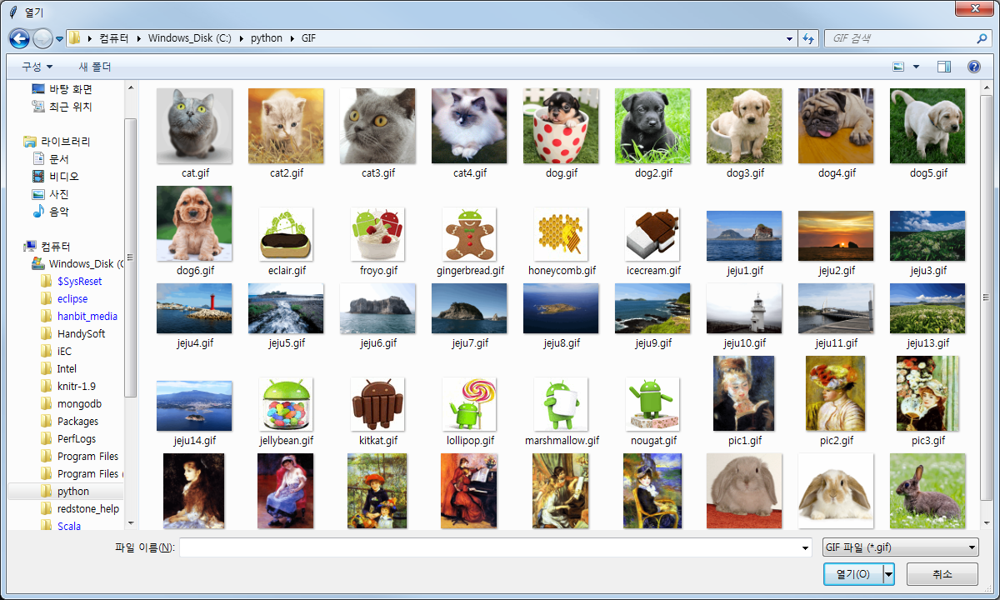 열기
컴퓨터 Windows_Disk (C:) python GIF
GIF 검색
구성 새 폴더
바탕 화면
최근 위치
라이브러리
문서
비디오
사진
음악
컴퓨터
Windows_Disk (C
$SysReset
eclipse
hanbit_media
HandySoft
iEC
Intel
knitr-1.9
mongodb
Packages
PerfLogs
Program Files
Program Files (
python
redstone_help
Scala
cat.gif cat2.gif cat3.gif cat4.gif dog.gif dog2.gif dog3.gif dog4.gif dog5.gif
dog6.gif eclair.gif froyo.gif gingerbread.gif honeycomb.gif icecream.gif jeju1.gif jeju2.gif jeju3.gif
jeju4.gif jeju5.gif jeju6.gif jeju7.gif jeju8.gif jeju9.gif jeju10.gif jeju11.gif jeju13.gif
jeju14.gif jellybean.gif kitkat.gif lollipop.gif marshmallow.gif nougat.gif pic1.gif pic2.gif pic3.gif
파일 이름(N):
GIF 파일 (*.gif)
열기(O) 취소